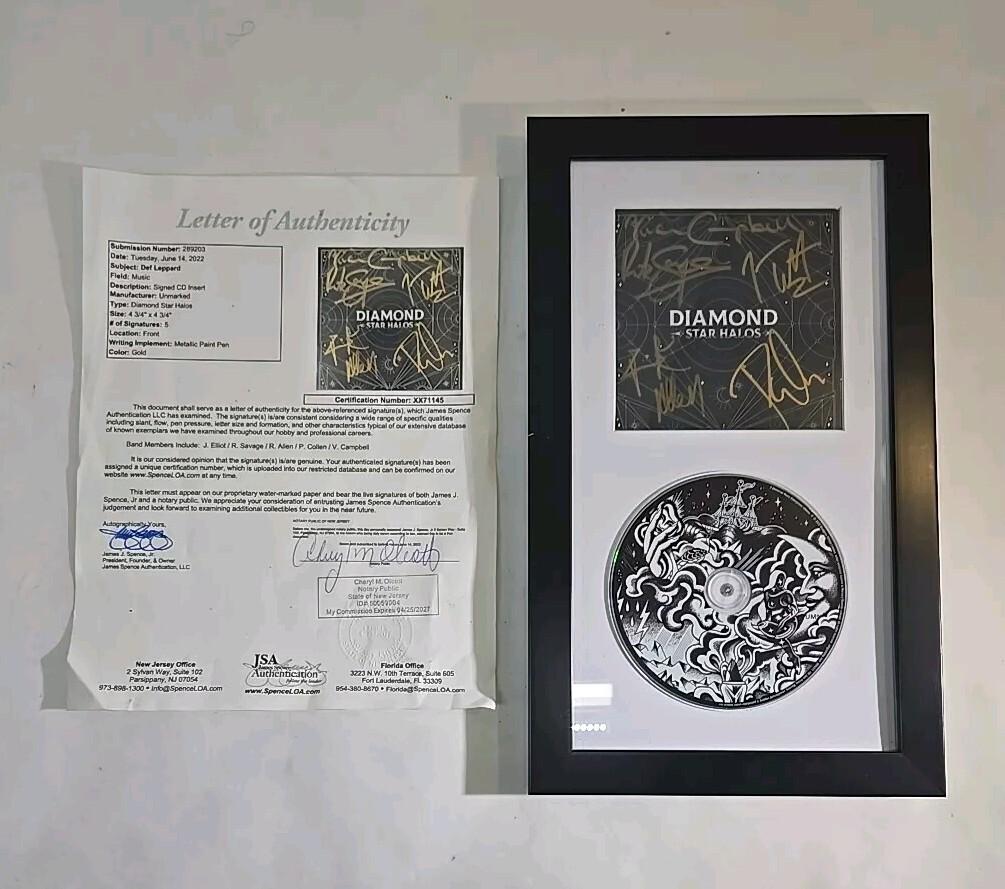 Letter of Authenticity
Submission Number: 289203
Date: Tuesday, June 14, 2022
Subject: Def Leppard
Field: Music
Description: Signed CD Insert
Manufacturer: Unmarked
Type: Diamond Star Halos
Size: 4 3/4" x 4 3/4"
# of Signatures: 5
Location: Front
Writing Implement: Metallic Paint Pen
Color: Gold
DIAMOND
STAR HALOS
Certification Number: XX71145
This document shall serve as a letter of authenticity for the above-referenced signature(s), which James Spence
Authentication LLC has examined. The signature(s) is/are consistent considering a wide range of specific qualities
including slant, flow, pen pressure, letter size and formation, and other characteristics typical of our extensive database
of known exemplars we have examined throughout our hobby and professional careers.
Band Members Include: J. Elliot / R. Savage / R. Allen / P. Collen / V. Campbell
It is our considered opinion that the signature(s) is/are genuine. Your authenticated signature(s) has been
assigned a unique certification number, which is uploaded into our restricted database and can be confirmed on our
website www.SpenceLOA.com at any time.
This letter must appear on our proprietary water-marked paper and bear the live signatures of both James J.
Spence, Jr and a notary public. We appreciate your consideration of entrusting James Spence Authentication's
judgement and look forward to examining additional collectibles for you in the near future.
Autographically Yours,
James J. Spence, Jr.
President, Founder, & Owner
James Spence Authentication, LLC
NOTARY PUBLIC OF NEW JERSEY
Notary Public
Cheryl M. Olcott
Notary Public
State of New Jersey
My Commission Expires 04/25/2027
New Jersey Office
2 Sylvan Way, Suite 102
Parsippany, NJ 07054
973-898-1300 • Info@SpenceLOA.com
JSA
James Spence
Authentication
www.SpenceLOA.com
Florida Office
3223 N.W. 10th Terrace, Suite 605
Fort Lauderdale, FL 33309
954-380-8670 • Florida@SpenceLOA.com
DIAMOND
STAR HALOS
UM